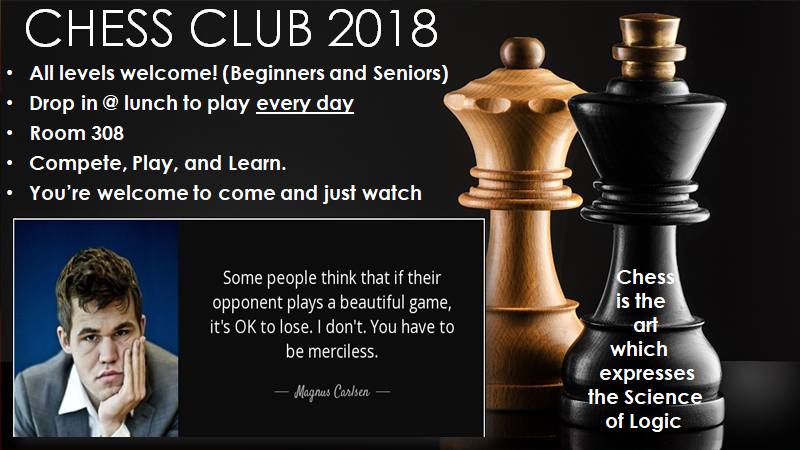 CHESS CLUB 2018
• All levels welcome! (Beginners and Seniors)
• Drop in @ lunch to play every day
• Room 308
• Compete, Play, and Learn.
• You’re welcome to come and just watch
Some people think that if their
opponent plays a beautiful game,
it's OK to lose. I don't. You have to
be merciless.
— Magnus Carlsen —
Chess
is the
art
which
expresses
the Science
of Logic